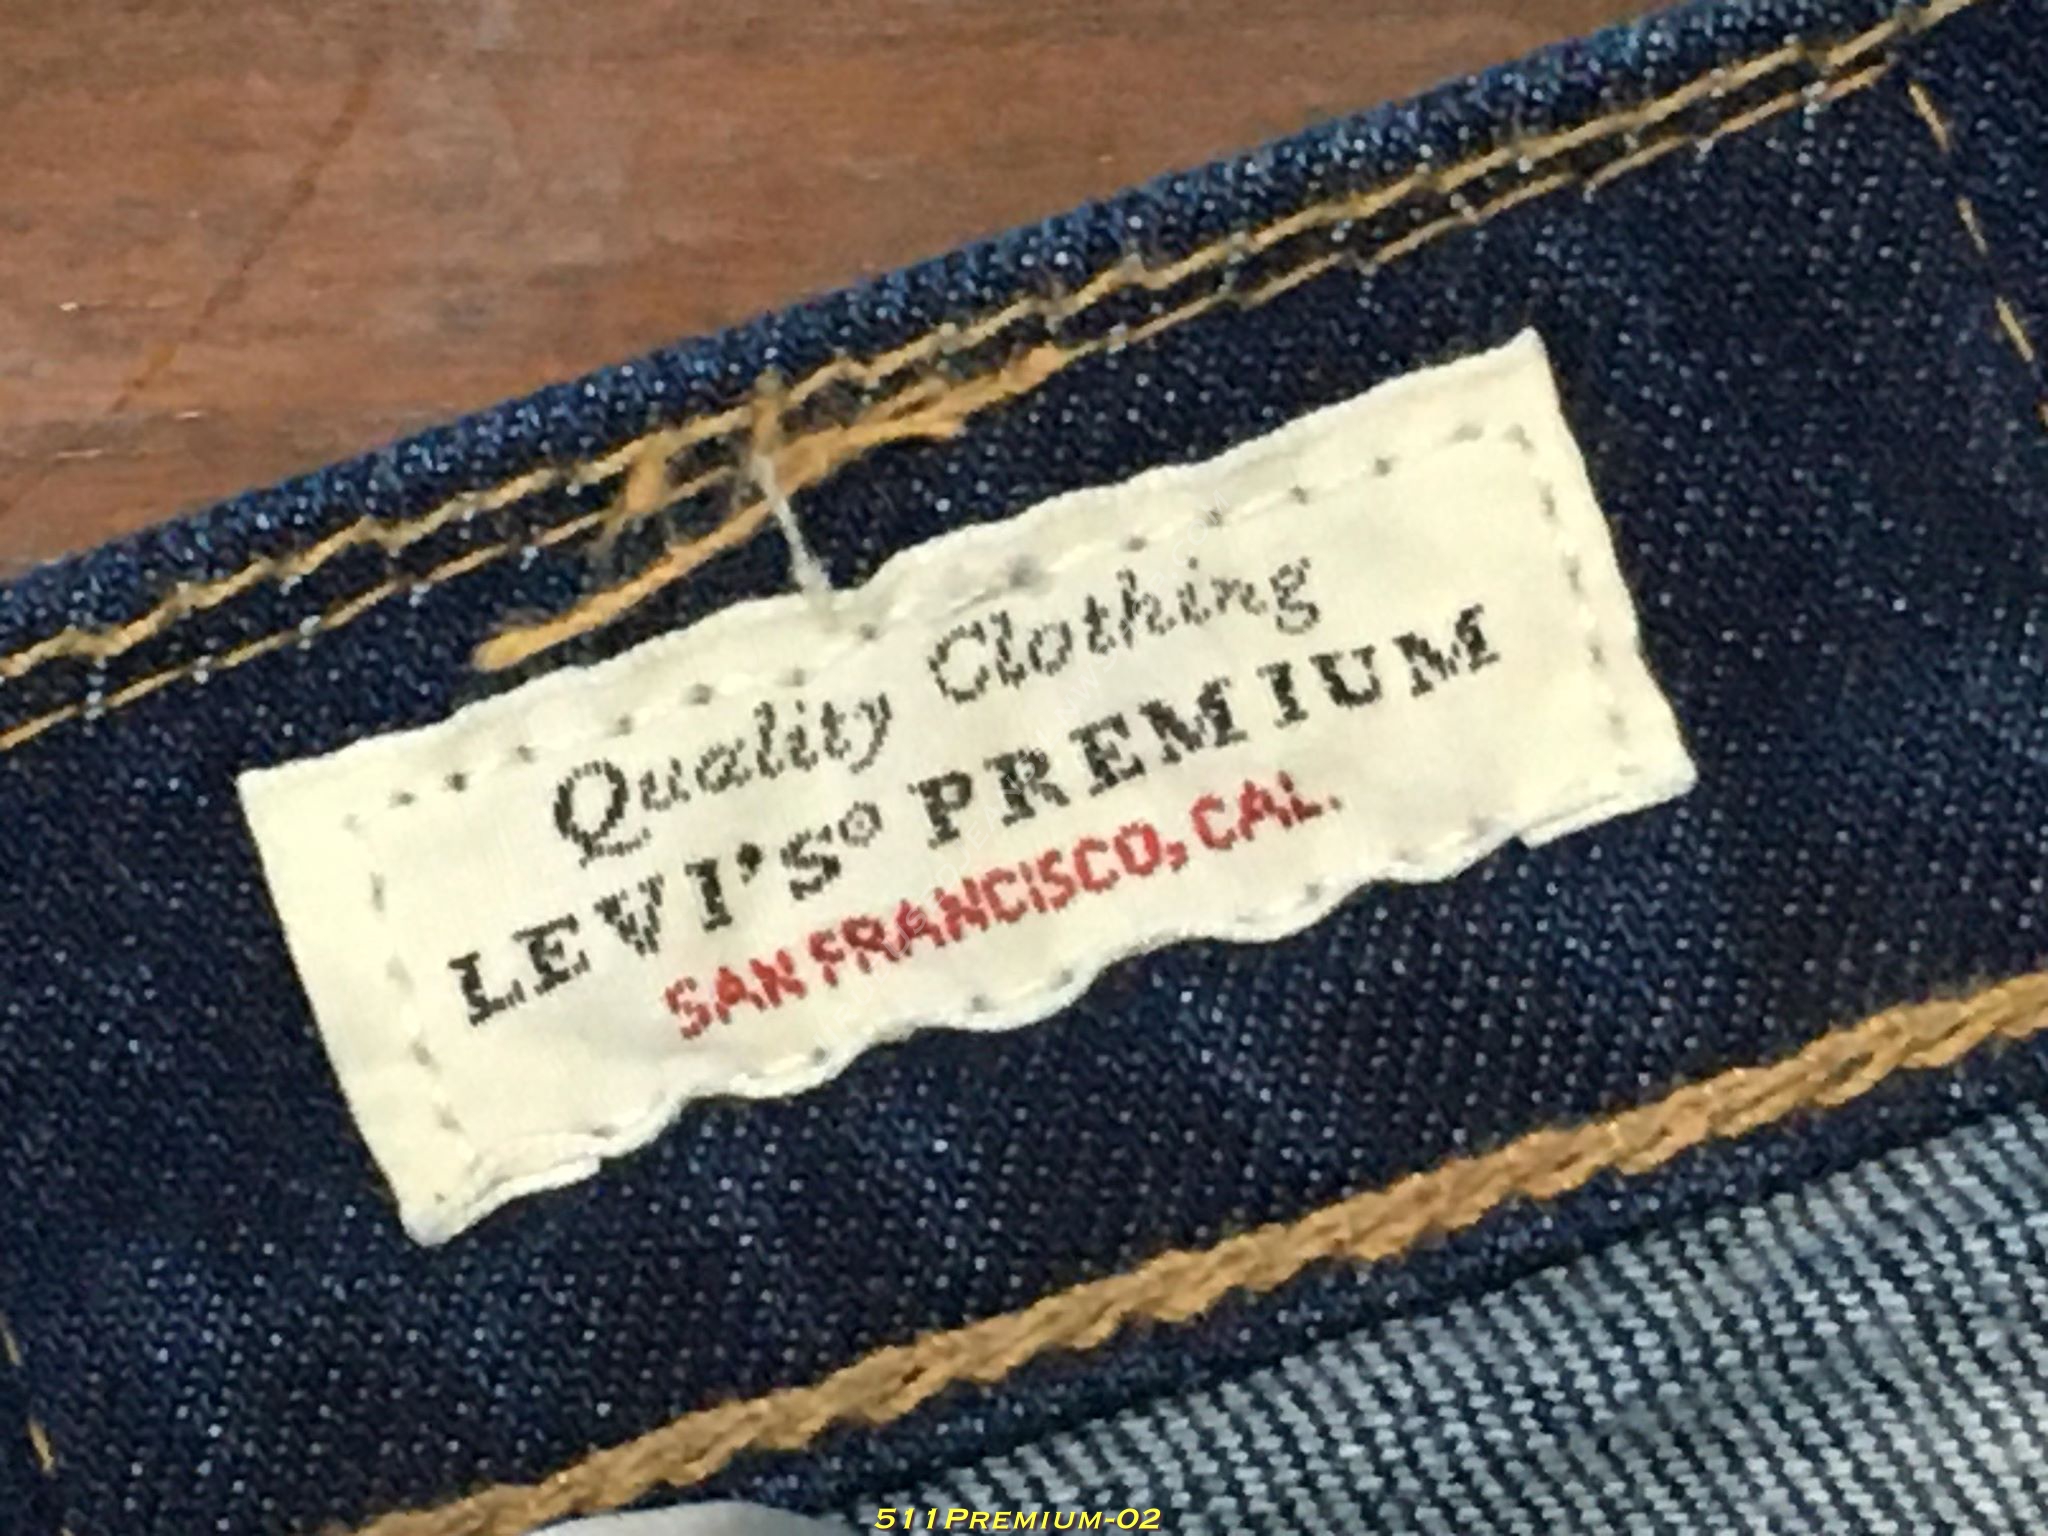 Quality Clothing
LEVI'S® PREMIUM
SAN FRANCISCO, CAL.
511PREMIUM-02